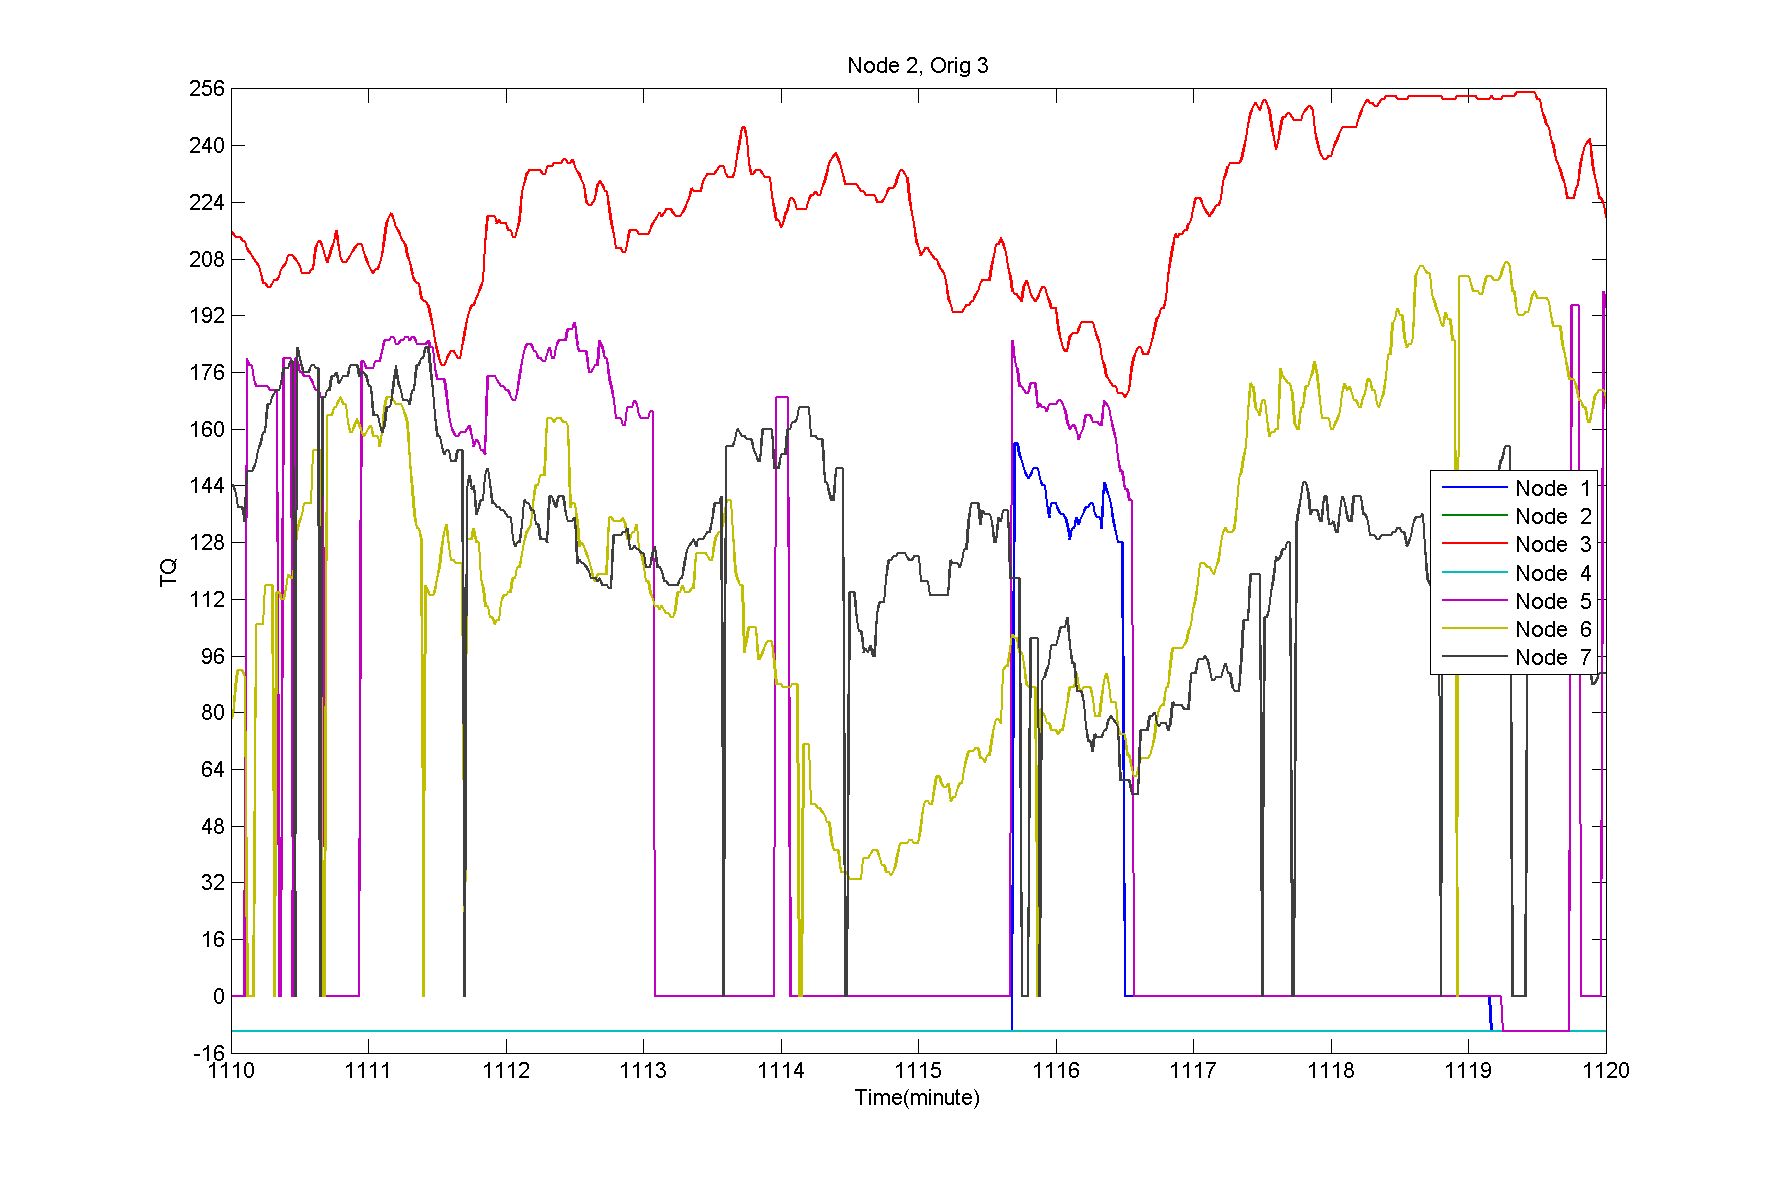 Node 2, Orig 3
256
240
224
208
192
176
160
144
128
112
96
80
64
48
32
16
0
-16
TQ
Node 1
Node 2
Node 3
Node 4
Node 5
Node 6
Node 7
1110 1111 1112 1113 1114 1115 1116 1117 1118 1119 1120
Time(minute)